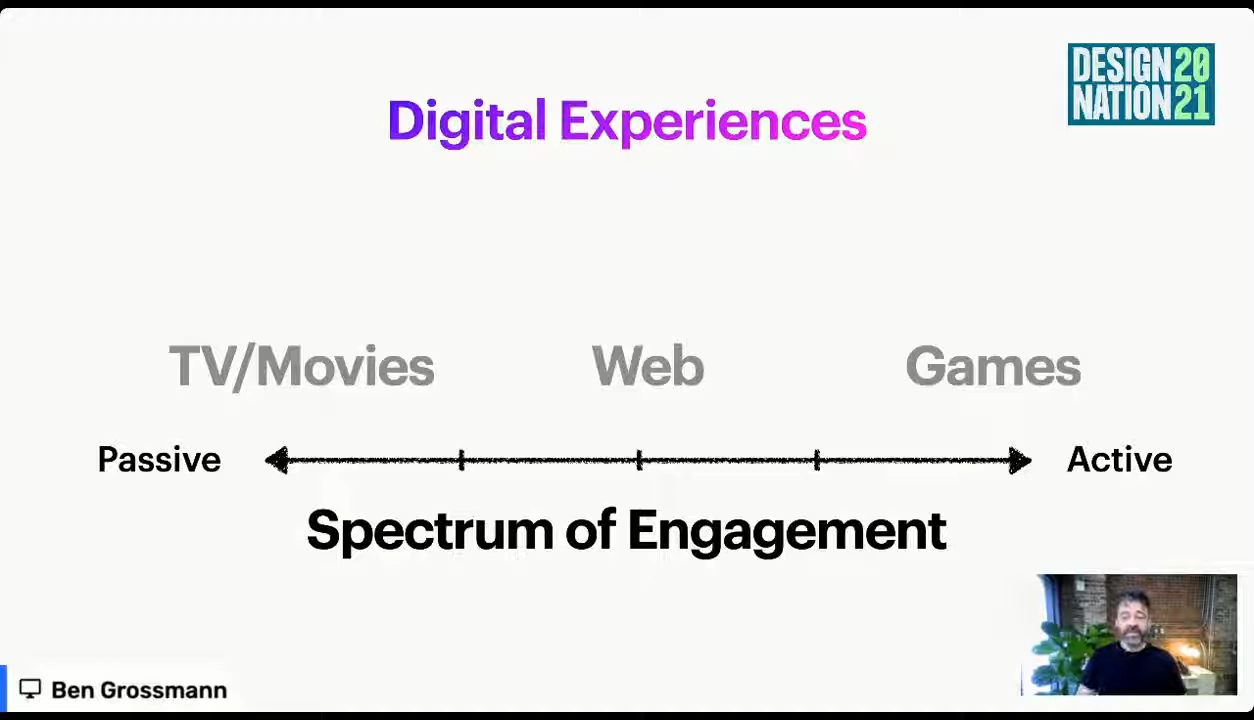 Digital Experiences
DESIGN 20
NATION 21
TV/Movies
Web
Games
Passive
Active
Spectrum of Engagement
Ben Grossmann